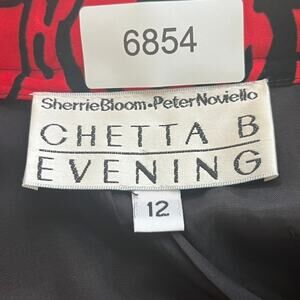 6854
SherrieBloom•PeterNoviello
CHETTA B
EVENING
12